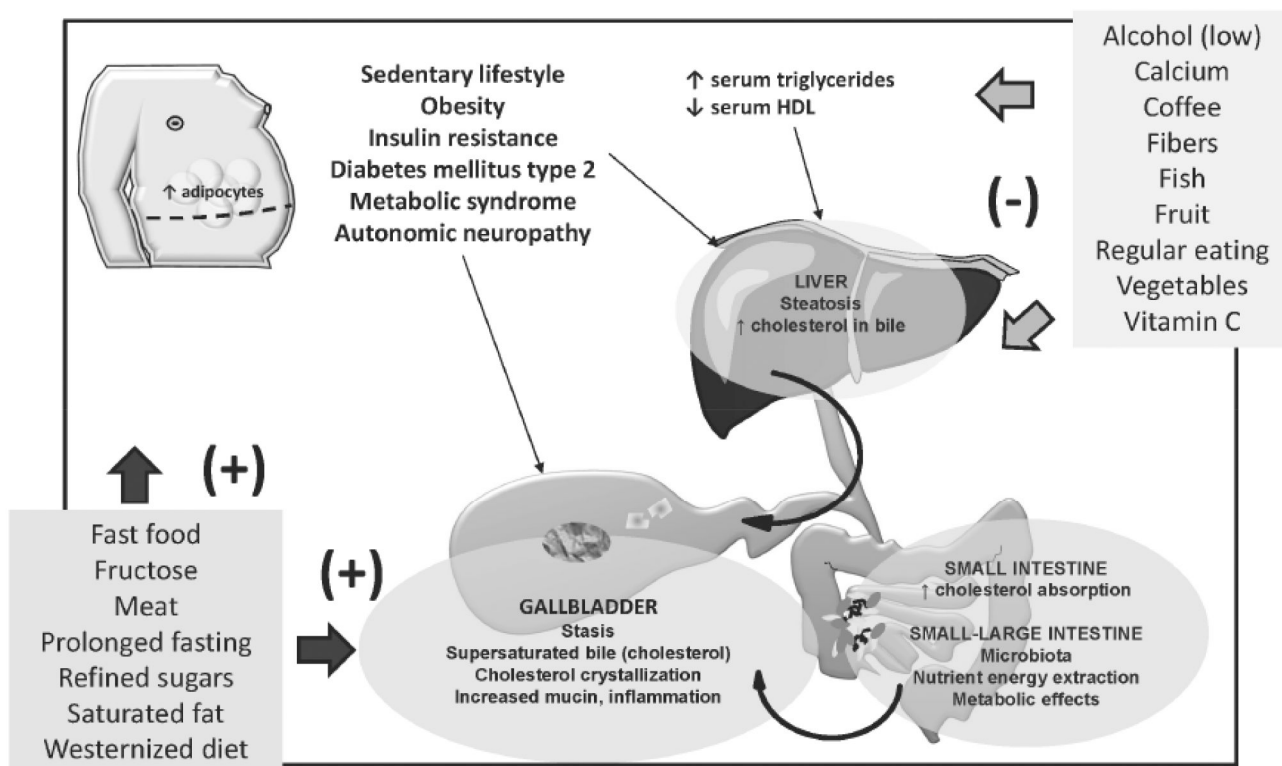 ↑ adipocytes
Sedentary lifestyle
Obesity
Insulin resistance
Diabetes mellitus type 2
Metabolic syndrome
Autonomic neuropathy
↑ serum triglycerides
↓ serum HDL
Alcohol (low)
Calcium
Coffee
Fibers
Fish
Fruit
Regular eating
Vegetables
Vitamin C
(-)
LIVER
Steatosis
↑ cholesterol in bile
(+)
Fast food
Fructose
Meat
Prolonged fasting
Refined sugars
Saturated fat
Westernized diet
(+)
GALLBLADDER
Stasis
Supersaturated bile (cholesterol)
Cholesterol crystallization
Increased mucin, inflammation
SMALL INTESTINE
↑ cholesterol absorption
SMALL-LARGE INTESTINE
Microbiota
Nutrient energy extraction
Metabolic effects